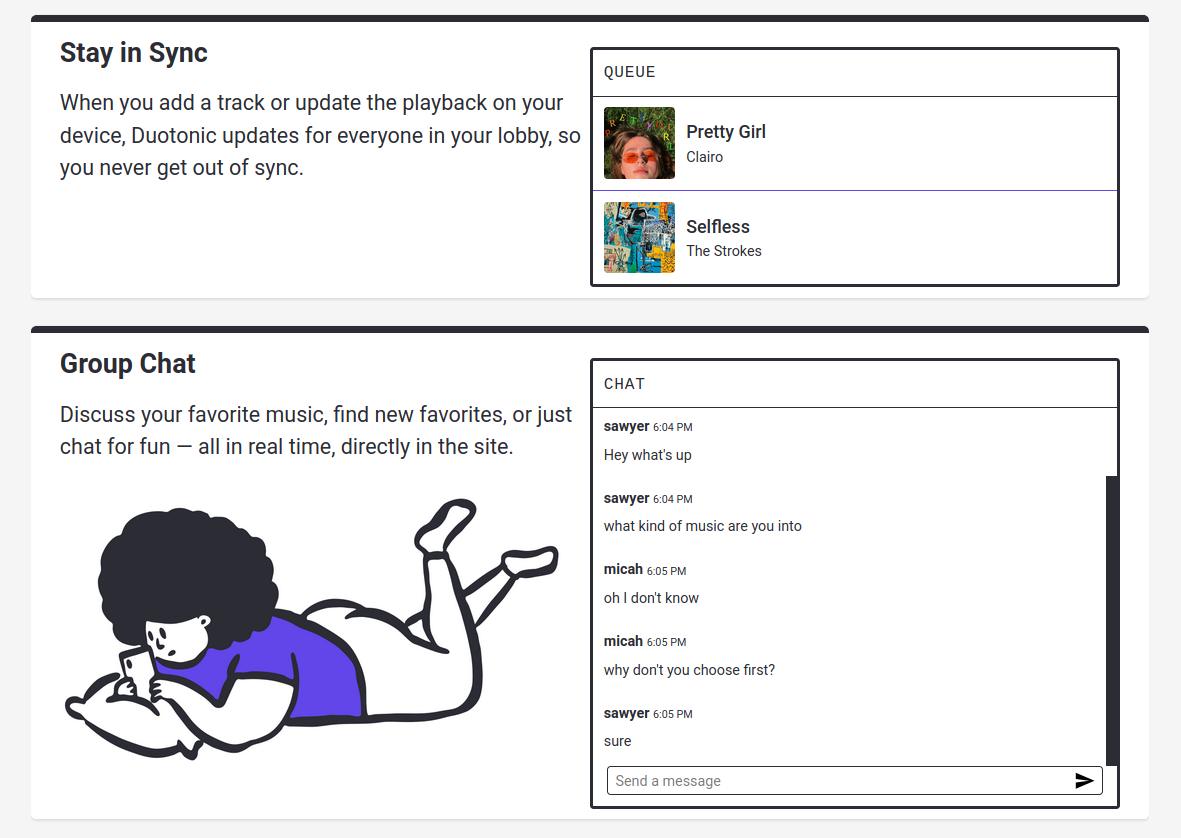 Stay in Sync
When you add a track or update the playback on your
device, Duotonic updates for everyone in your lobby, so
you never get out of sync.
QUEUE
PRETTY GIRL
Pretty Girl
Clairo
Selfless
The Strokes
Group Chat
Discuss your favorite music, find new favorites, or just
chat for fun — all in real time, directly in the site.
CHAT
sawyer 6:04 PM
Hey what's up
sawyer 6:04 PM
what kind of music are you into
micah 6:05 PM
oh I don't know
micah 6:05 PM
why don't you choose first?
sawyer 6:05 PM
sure
Send a message